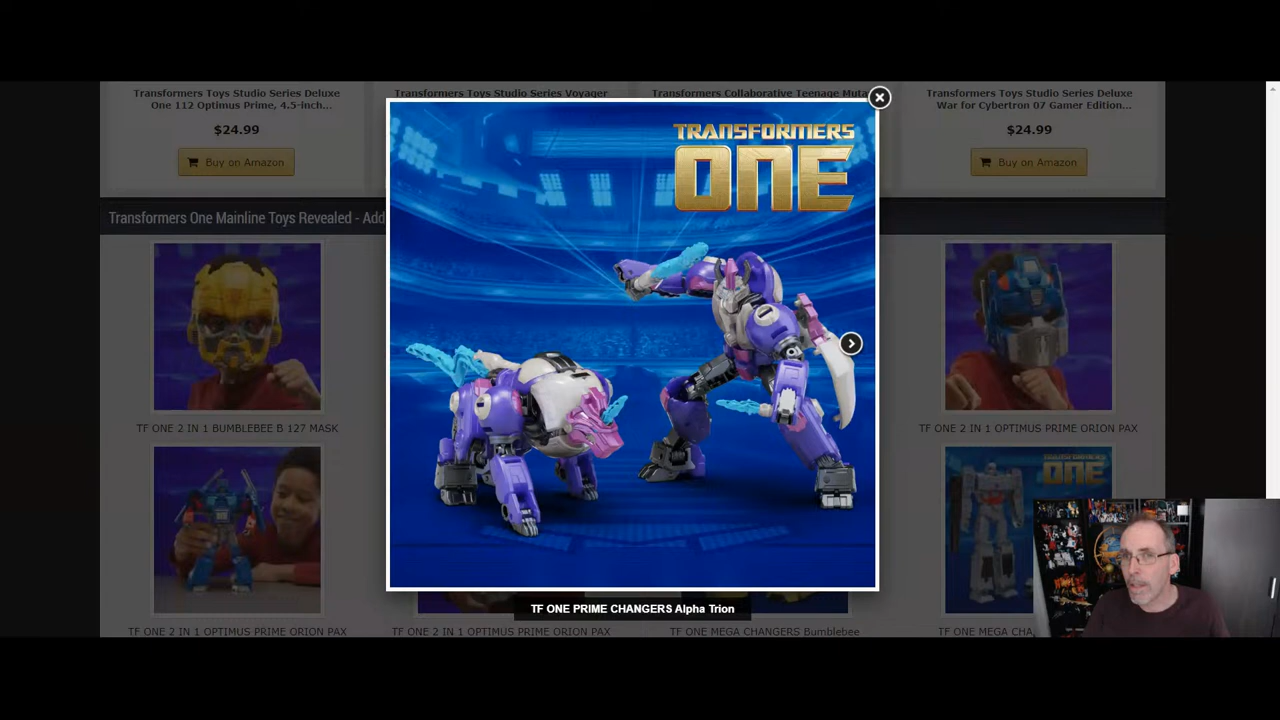 Transformers Toys Studio Series Deluxe
One 112 Optimus Prime, 4.5-inch...
$24.99
Buy on Amazon
Transformers Toys Studio Series Voyager
Transformers Collaborative Teenage Muta
Transformers Toys Studio Series Deluxe
War for Cybertron 07 Gamer Edition...
$24.99
Buy on Amazon
TRANSFORMERS
ONE
Transformers One Mainline Toys Revealed - Add
TF ONE 2 IN 1 BUMBLEBEE B 127 MASK
TF ONE 2 IN 1 OPTIMUS PRIME ORION PAX
ONE
TF ONE PRIME CHANGERS Alpha Trion
TF ONE 2 IN 1 OPTIMUS PRIME ORION PAX
TF ONE 2 IN 1 OPTIMUS PRIME ORION PAX
TF ONE MEGA CHANGERS Bumblebee
TF ONE MEGA CHA